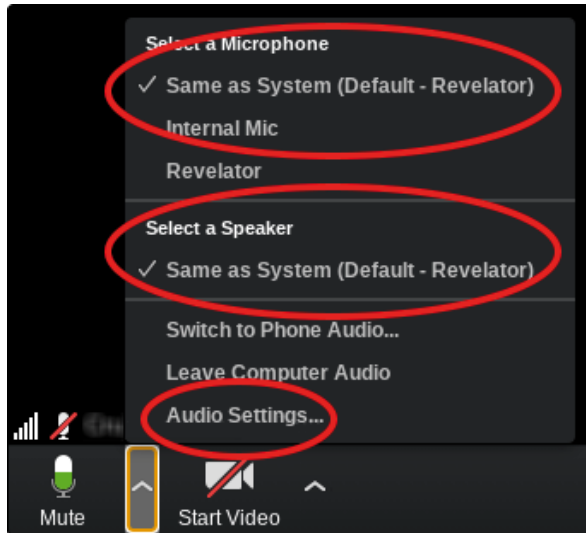 Select a Microphone
✓ Same as System (Default - Revelator)
Internal Mic
Revelator
Select a Speaker
✓ Same as System (Default - Revelator)
Switch to Phone Audio...
Leave Computer Audio
Audio Settings...
Mute
Start Video